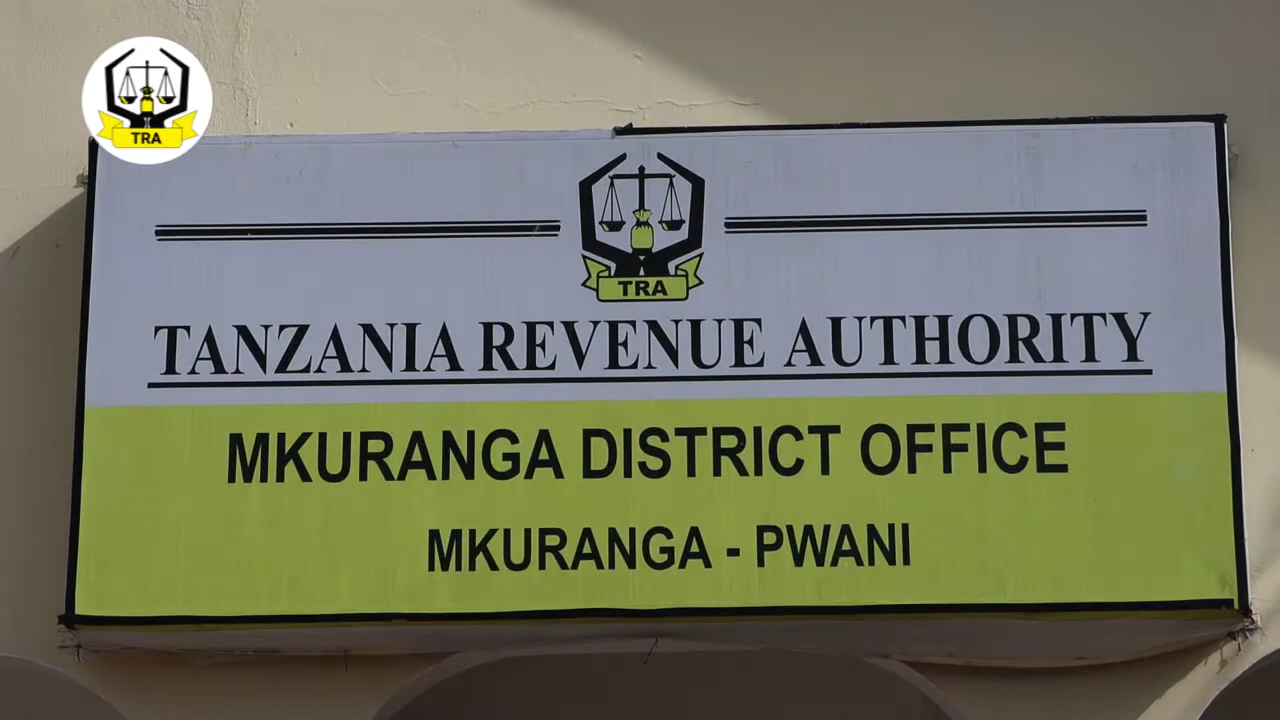 TRA
TRA
TANZANIA REVENUE AUTHORITY
MKURANGA DISTRICT OFFICE
MKURANGA - PWANI